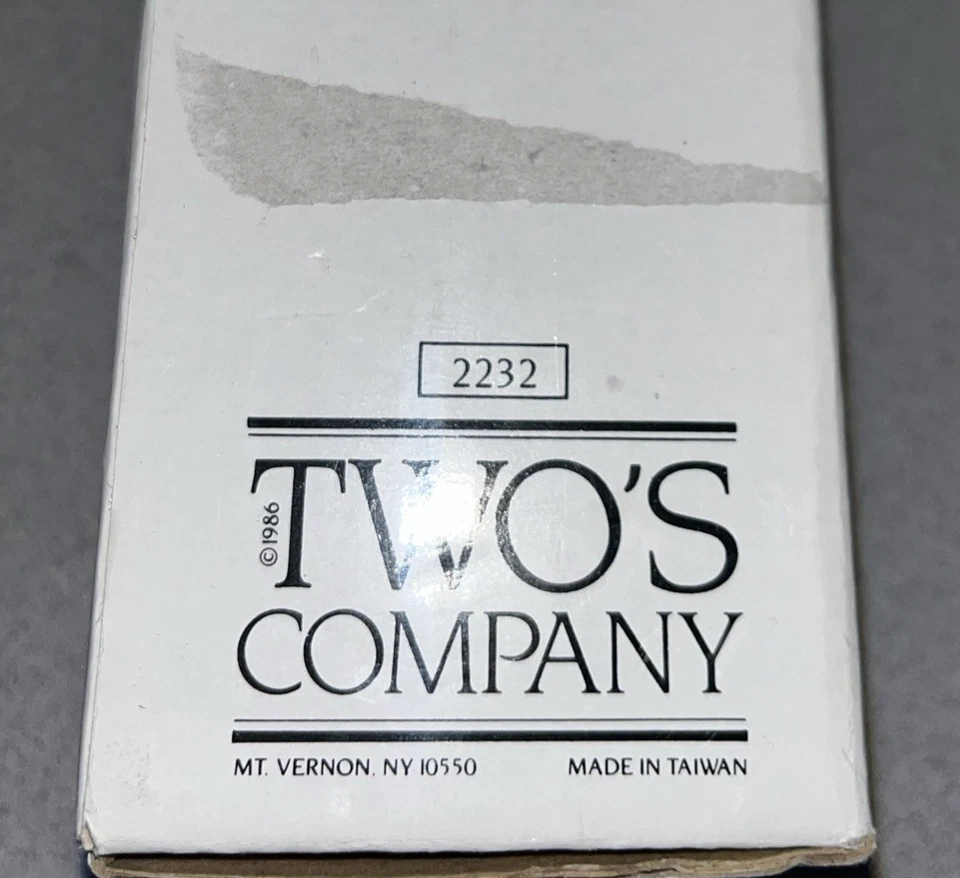 2232
©1986
TWO'S
COMPANY
MT. VERNON, NY 10550
MADE IN TAIWAN